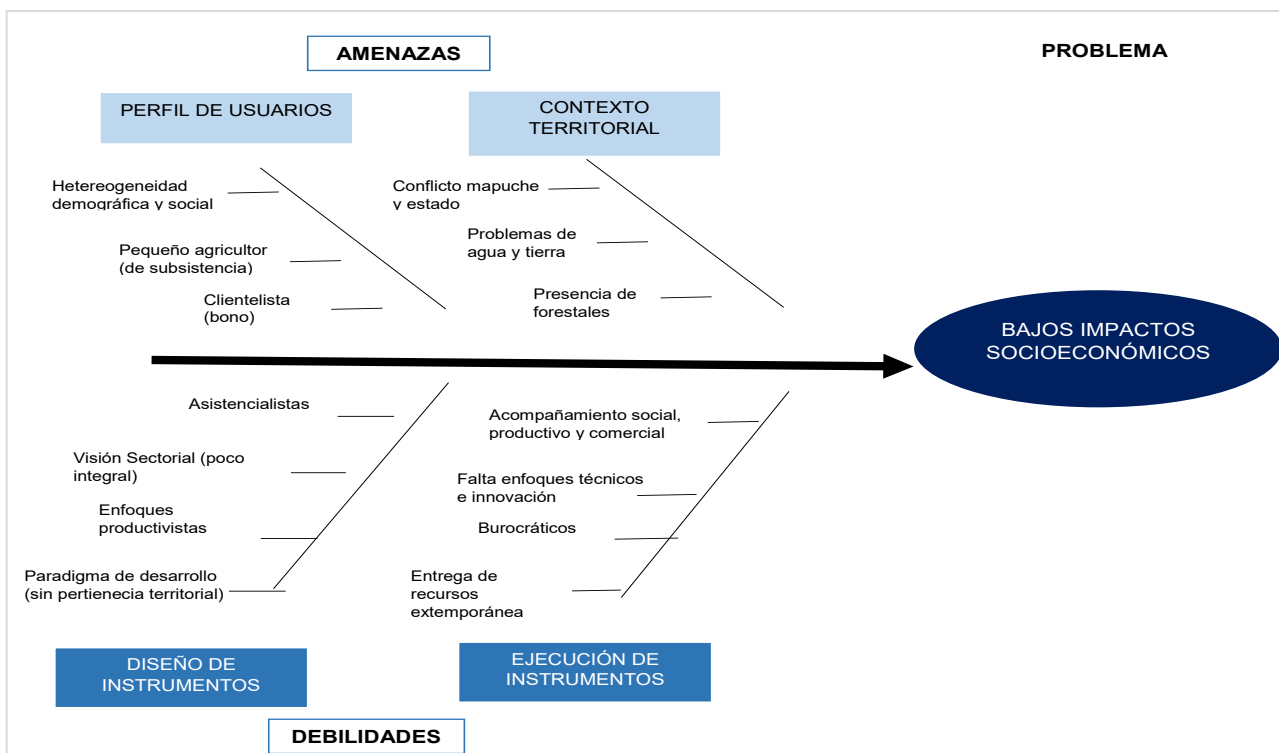 AMENAZAS
PROBLEMA
PERFIL DE USUARIOS
CONTEXTO
TERRITORIAL
Hetereogeneidad
demográfica y social
Pequeño agricultor
(de subsistencia)
Clientelista
(bono)
Conflicto mapuche
y estado
Problemas de
agua y tierra
Presencia de
forestales
BAJOS IMPACTOS
SOCIOECONÓMICOS
Asistencialistas
Visión Sectorial (poco
integral)
Enfoques
productivistas
Paradigma de desarrollo
(sin pertienecia territorial)
Acompañamiento social,
productivo y comercial
Falta enfoques técnicos
e innovación
Burocráticos
Entrega de
recursos
extemporánea
DISEÑO DE
INSTRUMENTOS
EJECUCIÓN DE
INSTRUMENTOS
DEBILIDADES